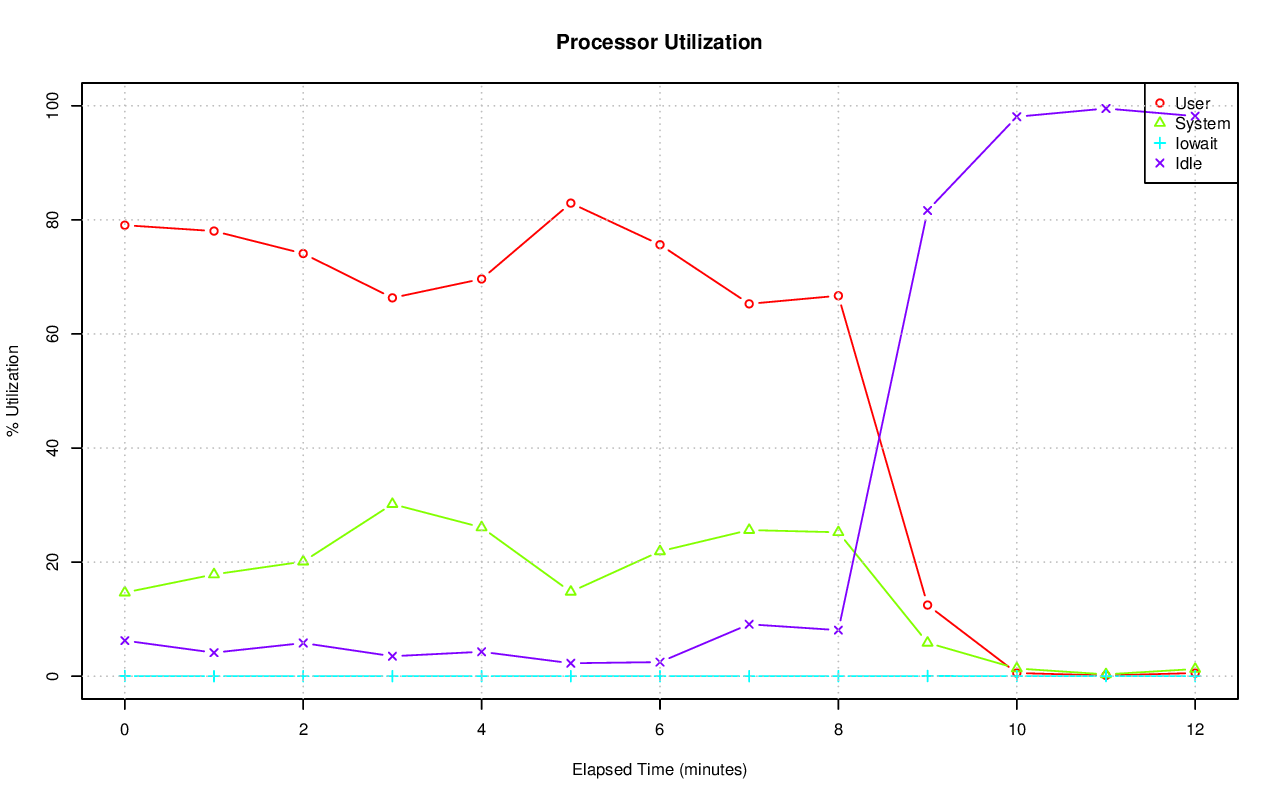 Processor Utilization
% Utilization
100
80
60
40
20
0
User
System
Iowait
Idle
0 2 4 6 8 10 12
Elapsed Time (minutes)